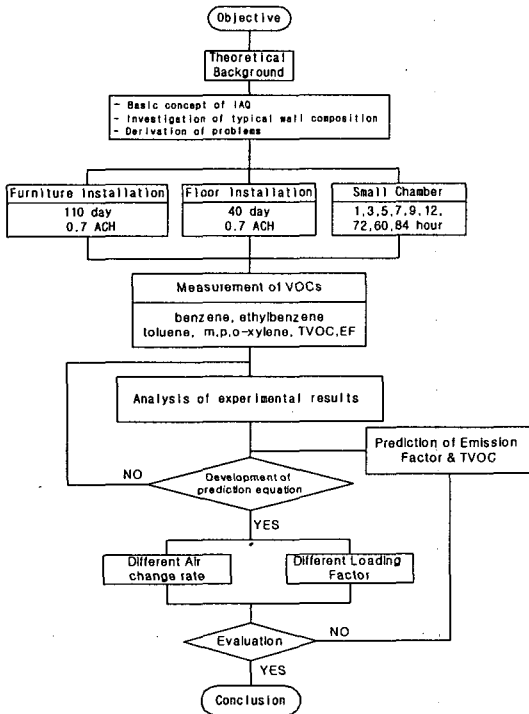 Objective
Theoretical
Background
- Basic concept of IAQ
- Investigation of typical wall composition
- Derivation of problems
Furniture Installation
110 day
0.7 ACH
Floor Installation
40 day
0.7 ACH
Small Chamber
1,3,5,7,9,12,
72,60,84 hour
Measurement of VOCs
benzene, ethylbenzene
toluene, m,p,o-xylene, TVOC,EF
Analysis of experimental results
Prediction of Emission
Factor & TVOC
NO
Development of
prediction equation
YES
Different Air
change rate
Different Loading
Factor
Evaluation
NO
YES
Conclusion